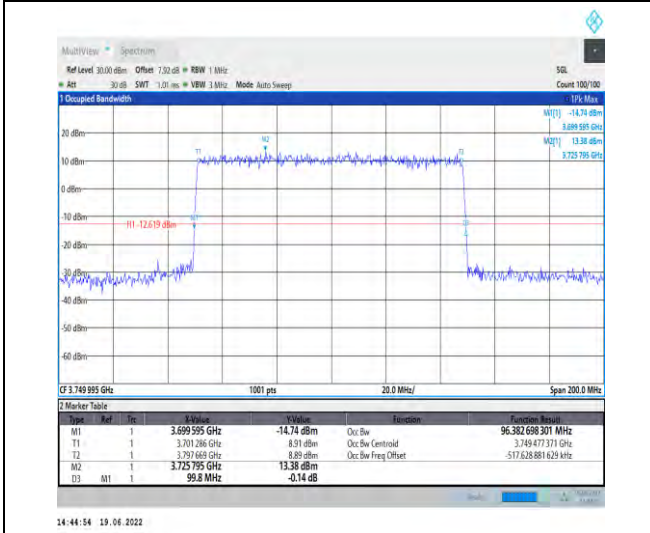 MultiView Spectrum
Ref Level 30.00 dBm Offset 7.92 dB RBW 1 MHz SGL
Att 30 dB SWT 1.01 ms VBW 3 MHz Mode Auto Sweep Count 100/100
1 Occupied Bandwidth 1Pk Max
M1[1] -14.74 dBm
3.699 595 GHz
20 dBm M2 M2[1] 13.38 dBm
3.725 795 GHz
T1 T2
10 dBm
0 dBm
-10 dBm M1 D3
H1 -12.619 dBm
-20 dBm
-30 dBm
-40 dBm
-50 dBm
-60 dBm
CF 3.749 995 GHz 1001 pts 20.0 MHz/ Span 200.0 MHz
2 Marker Table
Type Ref Trc X-Value Y-Value Function Function Result
M1 1 3.699 595 GHz -14.74 dBm Occ Bw 96.382 698 301 MHz
T1 1 3.701 286 GHz 8.91 dBm Occ Bw Centroid 3.749 477 371 GHz
T2 1 3.797 669 GHz 8.89 dBm Occ Bw Freq Offset -517.628 881 629 kHz
M2 1 3.725 795 GHz 13.38 dBm
D3 M1 1 99.8 MHz -0.14 dB
14:44:54 19.06.2022